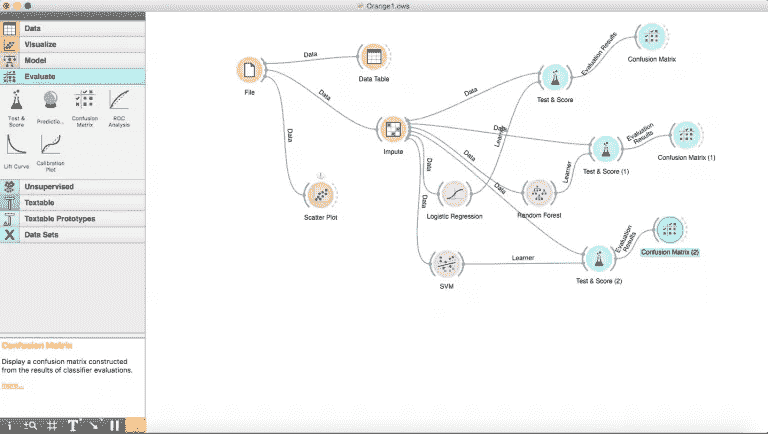 Orange1.ows
Data
Visualize
Model
Evaluate
Test &
Score
Predictio...
Confusion
Matrix
ROC
Analysis
Lift Curve
Calibration
Plot
Unsupervised
Textable
Textable Prototypes
Data Sets
Confusion Matrix
Display a confusion matrix constructed
from the results of classifier evaluations.
more...
File
Data
Data Table
Data
Data
Scatter Plot
Impute
Data
Learner
Test & Score
Evaluation Results
Confusion Matrix
Data
Test & Score (1)
Evaluation
Results
Confusion Matrix (1)
Data
Logistic Regression
Data
Random Forest
Learner
Data
Data
SVM
Learner
Test & Score (2)
Evaluation
Results
Confusion Matrix (2)